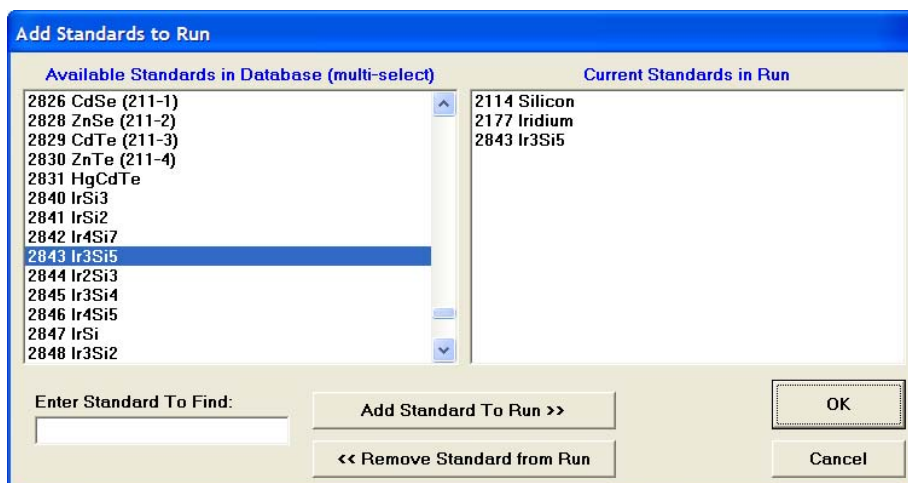 Add Standards to Run
Available Standards in Database (multi-select)
2826 CdSe (211-1)
2828 ZnSe (211-2)
2829 CdTe (211-3)
2830 ZnTe (211-4)
2831 HgCdTe
2840 IrSi3
2841 IrSi2
2842 Ir4Si7
2843 Ir3Si5
2844 Ir2Si3
2845 Ir3Si4
2846 Ir4Si5
2847 IrSi
2848 Ir3Si2
Current Standards in Run
2114 Silicon
2177 Iridium
2843 Ir3Si5
Enter Standard To Find:
Add Standard To Run >>
<< Remove Standard from Run
OK
Cancel